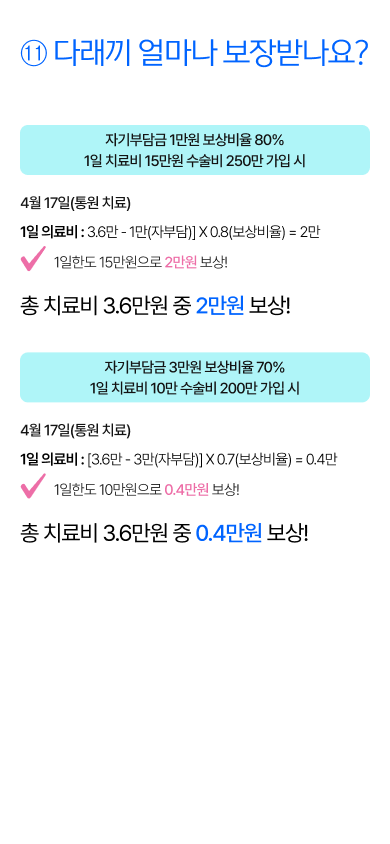 ⑪ 다래끼 얼마나 보장받나요?
자기부담금 1만원 보상비율 80%
1일 치료비 15만원 수술비 250만 가입 시
4월 17일(통원 치료)
1일 의료비 : 3.6만 - 1만(자부담)] X 0.8(보상비율) = 2만
1일한도 15만원으로 2만원 보상!
총 치료비 3.6만원 중 2만원 보상!
자기부담금 3만원 보상비율 70%
1일 치료비 10만 수술비 200만 가입 시
4월 17일(통원 치료)
1일 의료비 : [3.6만 - 3만(자부담)] X 0.7(보상비율) = 0.4만
1일한도 10만원으로 0.4만원 보상!
총 치료비 3.6만원 중 0.4만원 보상!